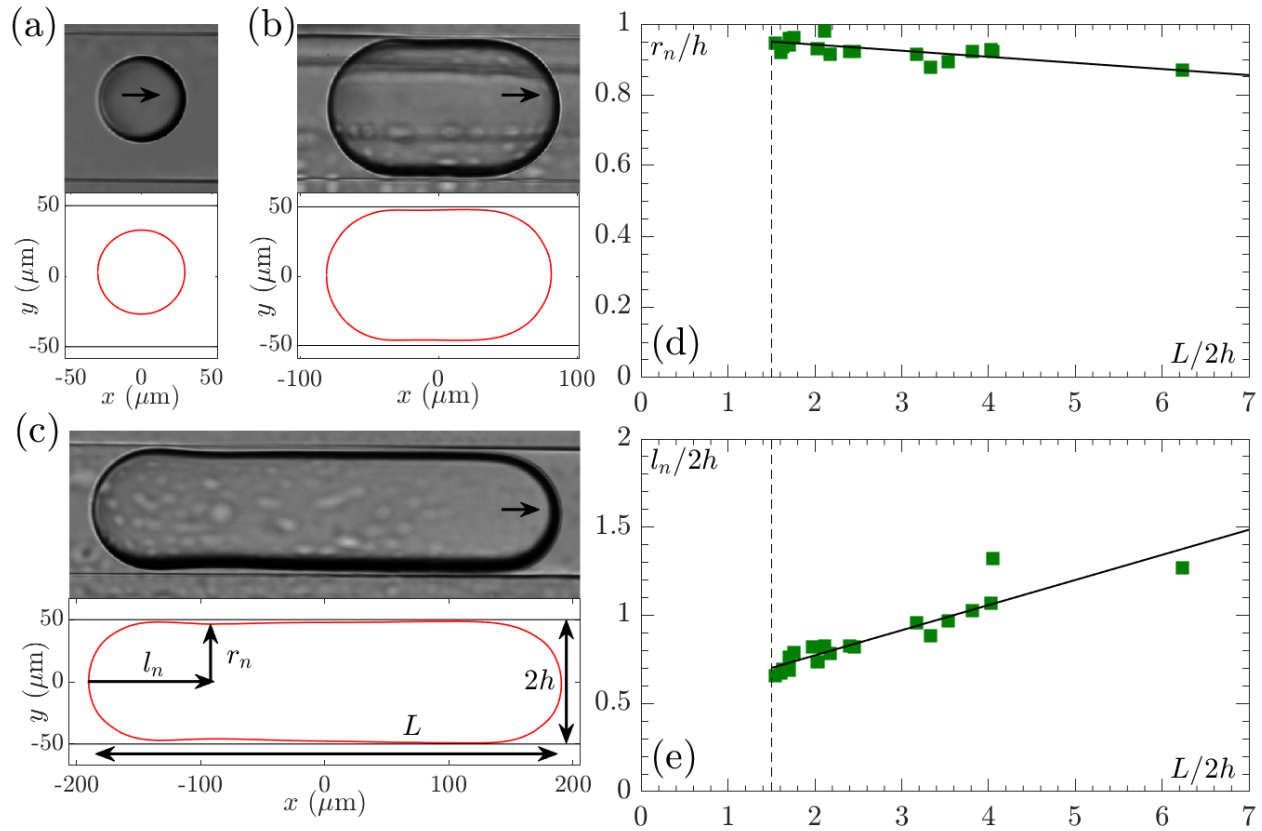 (a)
50
0
-50
y (μm)
-50
0
50
x (μm)
(b)
50
0
-50
y (μm)
-100
0
100
x (μm)
(c)
50
0
-50
y (μm)
l_n
r_n
2h
L
-200
-100
0
100
200
x (μm)
r_n/h
1
0.8
0.6
0.4
0.2
0
(d)
L/2h
0 1 2 3 4 5 6 7
l_n/2h
2
1.5
1
0.5
0
(e)
L/2h
0 1 2 3 4 5 6 7